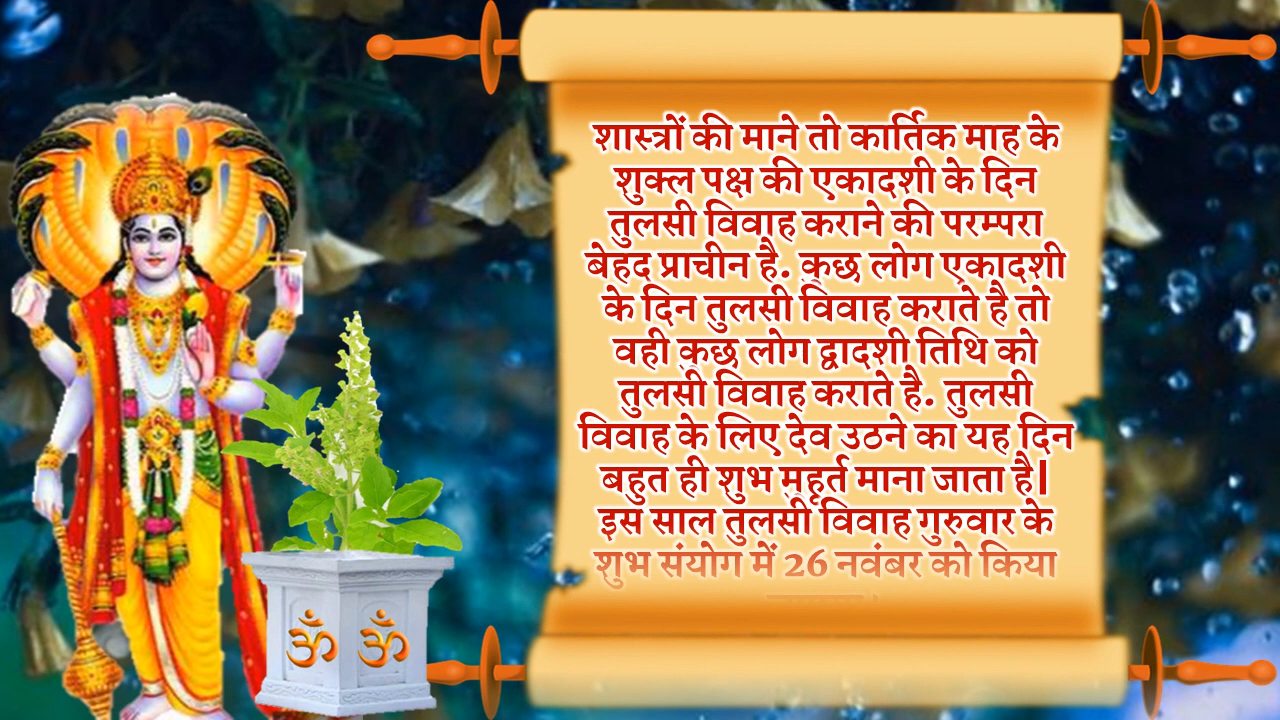 शास्त्रों की माने तो कार्तिक माह के
शुक्ल पक्ष की एकादशी के दिन
तुलसी विवाह कराने की परम्परा
बेहद प्राचीन है. कुछ लोग एकादशी
के दिन तुलसी विवाह कराते है तो
वही कुछ लोग द्वादशी तिथि को
तुलसी विवाह कराते है. तुलसी
विवाह के लिए देव उठने का यह दिन
बहुत ही शुभ मुहूर्त माना जाता है|
इस साल तुलसी विवाह गुरुवार के
शुभ संयोग में 26 नवंबर को किया
ॐ ॐ